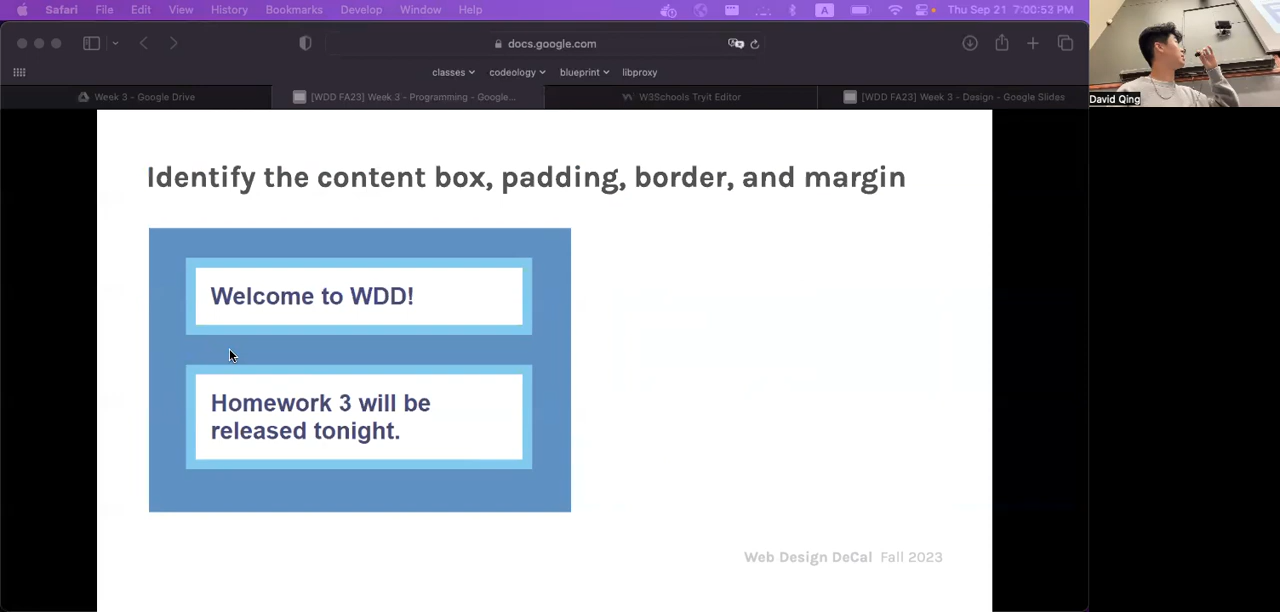 Safari File Edit View History Bookmarks Develop Window Help A Thu Sep 21 7:00:53 PM
docs.google.com
classes codeology blueprint libproxy
Week 3 - Google Drive [WDD FA23] Week 3 - Programming - Google... W3Schools Tryit Editor [WDD FA23] Week 3 - Design - Google Slides
David Qing
Identify the content box, padding, border, and margin
Welcome to WDD!
Homework 3 will be
released tonight.
Web Design DeCal Fall 2023